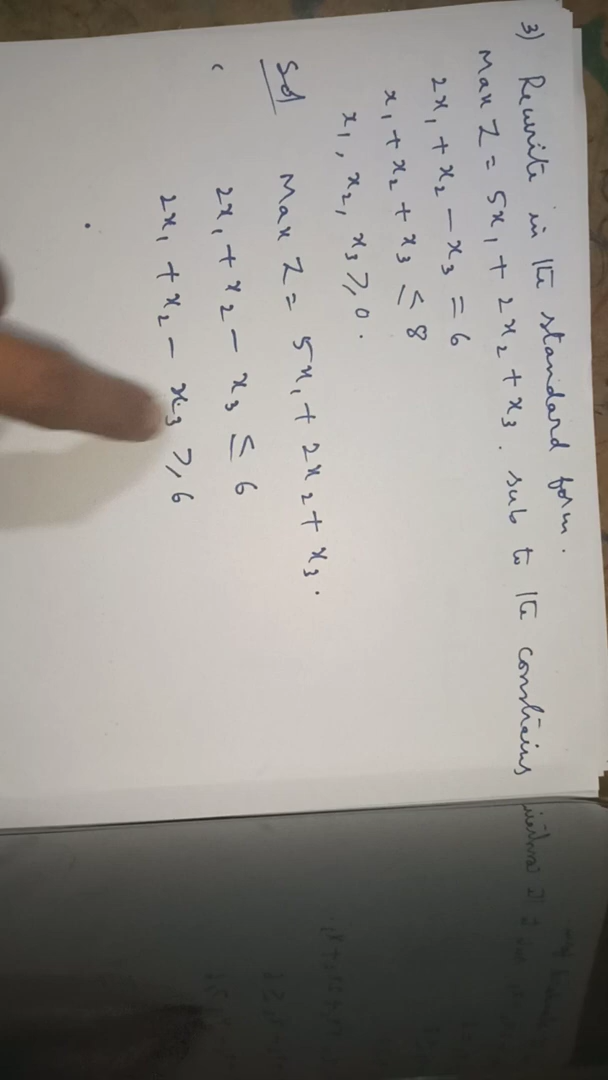 3) Rewrite in the standard form.
Max Z = 5x₁ + 2x₂ + x₃. sub to the constrains
2x₁ + x₂ - x₃ = 6
x₁ + x₂ + x₃ ≤ 8
x₁, x₂, x₃ ≥ 0.
Sol
Max Z = 5x₁ + 2x₂ + x₃.
2x₁ + x₂ - x₃ ≤ 6
2x₁ + x₂ - x₃ ≥ 6